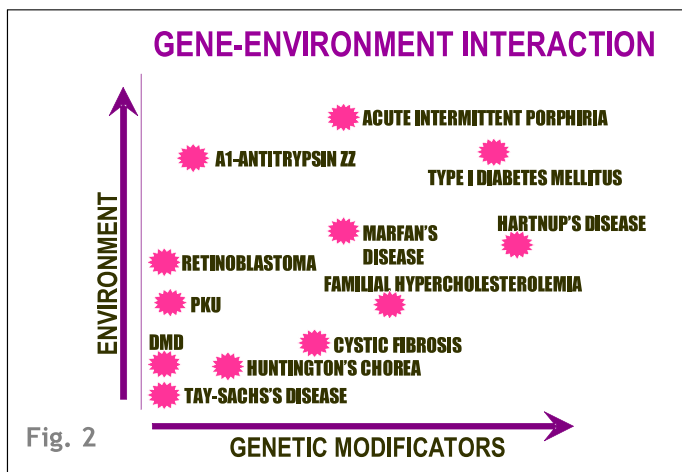 GENE-ENVIRONMENT INTERACTION
ENVIRONMENT
ACUTE INTERMITTENT PORPHIRIA
A1-ANTITRYPSIN ZZ
TYPE I DIABETES MELLITUS
HARTNUP'S DISEASE
MARFAN'S
DISEASE
RETINOBLASTOMA
FAMILIAL HYPERCHOLESTEROLEMIA
PKU
DMD
CYSTIC FIBROSIS
HUNTINGTON'S CHOREA
TAY-SACHS'S DISEASE
Fig. 2
GENETIC MODIFICATORS